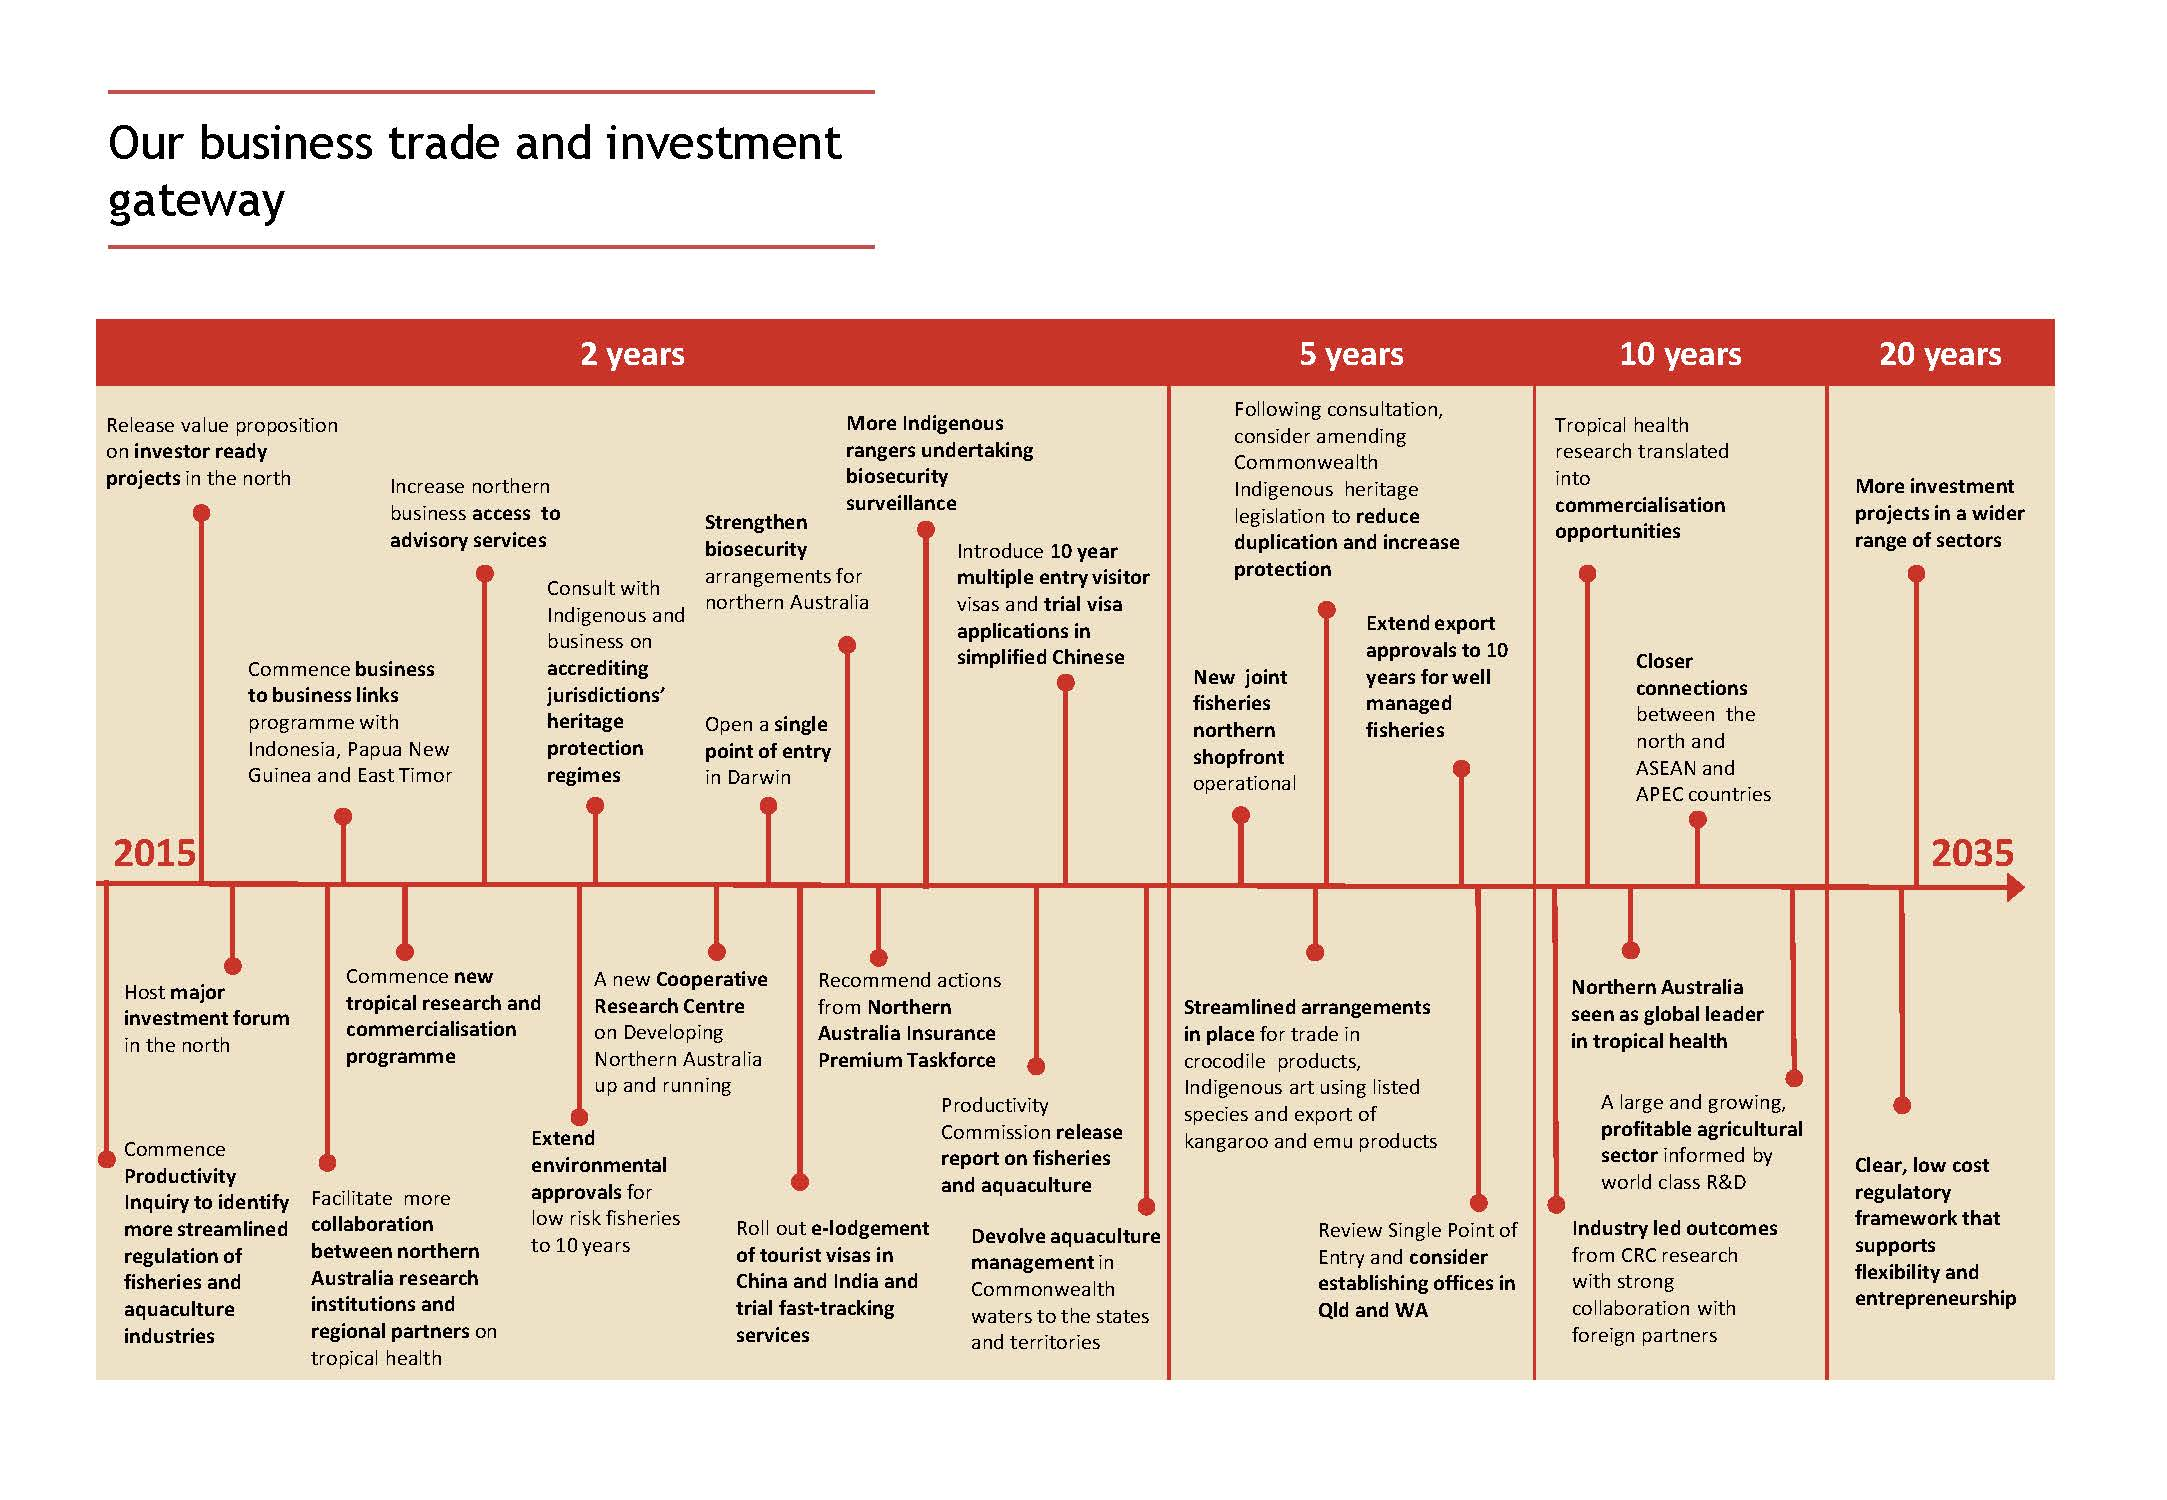 Our business trade and investment
gateway
2 years
5 years
10 years
20 years
Release value proposition
on investor ready
projects in the north
Commence business
to business links
programme with
Indonesia, Papua New
Guinea and East Timor
Increase northern
business access to
advisory services
Consult with
Indigenous and
business on
accrediting
jurisdictions’
heritage
protection
regimes
Strengthen
biosecurity
arrangements for
northern Australia
Open a single
point of entry
in Darwin
More Indigenous
rangers undertaking
biosecurity
surveillance
Introduce 10 year
multiple entry visitor
visas and trial visa
applications in
simplified Chinese
Following consultation,
consider amending
Commonwealth
Indigenous heritage
legislation to reduce
duplication and increase
protection
New joint
fisheries
northern
shopfront
operational
Extend export
approvals to 10
years for well
managed
fisheries
Tropical health
research translated
into
commercialisation
opportunities
Closer
connections
between the
north and
ASEAN and
APEC countries
More investment
projects in a wider
range of sectors
2015
2035
Host major
investment forum
in the north
Commence
Productivity
Inquiry to identify
more streamlined
regulation of
fisheries and
aquaculture
industries
Commence new
tropical research and
commercialisation
programme
Facilitate more
collaboration
between northern
Australia research
institutions and
regional partners on
tropical health
A new Cooperative
Research Centre
on Developing
Northern Australia
up and running
Extend
environmental
approvals for
low risk fisheries
to 10 years
Recommend actions
from Northern
Australia Insurance
Premium Taskforce
Roll out e-lodgement
of tourist visas in
China and India and
trial fast-tracking
services
Productivity
Commission release
report on fisheries
and aquaculture
Devolve aquaculture
management in
Commonwealth
waters to the states
and territories
Streamlined arrangements
in place for trade in
crocodile products,
Indigenous art using listed
species and export of
kangaroo and emu products
Review Single Point of
Entry and consider
establishing offices in
Qld and WA
Northern Australia
seen as global leader
in tropical health
A large and growing,
profitable agricultural
sector informed by
world class R&D
Industry led outcomes
from CRC research
with strong
collaboration with
foreign partners
Clear, low cost
regulatory
framework that
supports
flexibility and
entrepreneurship